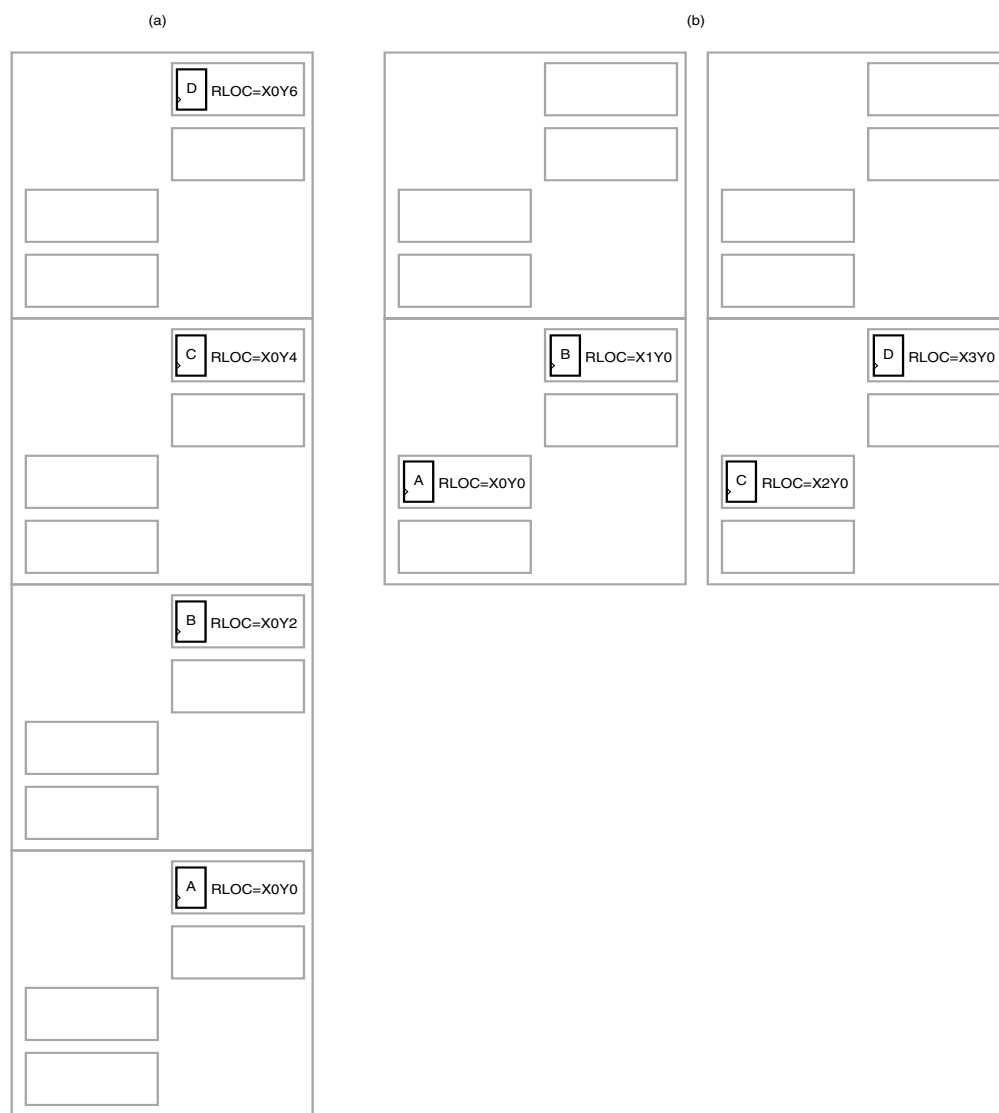 (a)
D RLOC=X0Y6
C RLOC=X0Y4
B RLOC=X0Y2
A RLOC=X0Y0
(b)
B RLOC=X1Y0
D RLOC=X3Y0
A RLOC=X0Y0
C RLOC=X2Y0